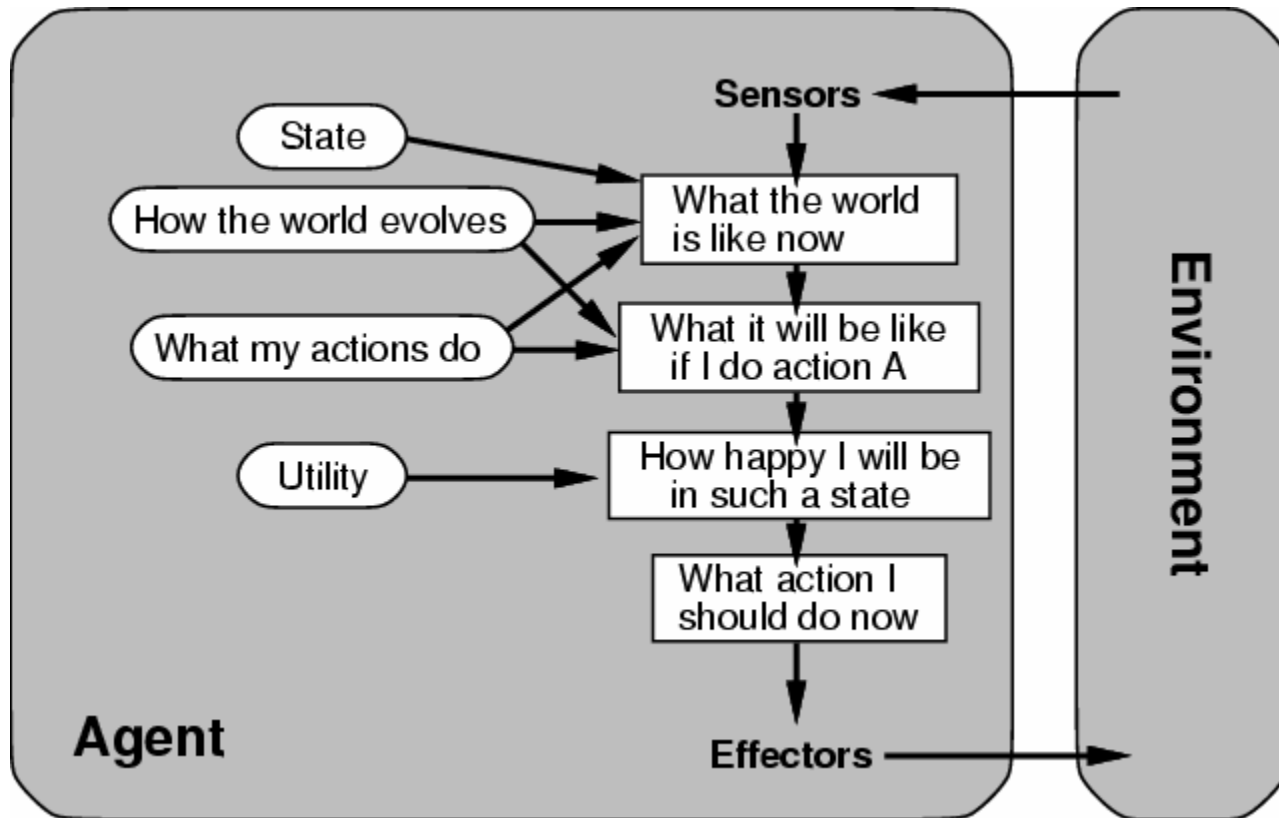 Sensors
State
What the world
is like now
How the world evolves
What it will be like
if I do action A
What my actions do
How happy I will be
in such a state
Utility
What action I
should do now
Agent
Effectors
Environment